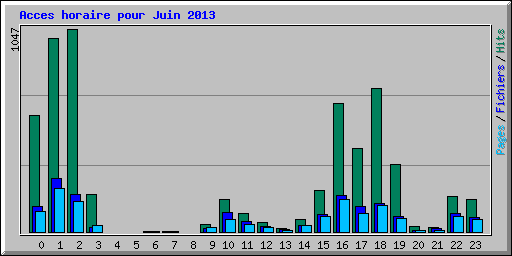 Acces horaire pour Juin 2013
1047
Pages / Fichiers / Hits
0 1 2 3 4 5 6 7 8 9 10 11 12 13 14 15 16 17 18 19 20 21 22 23